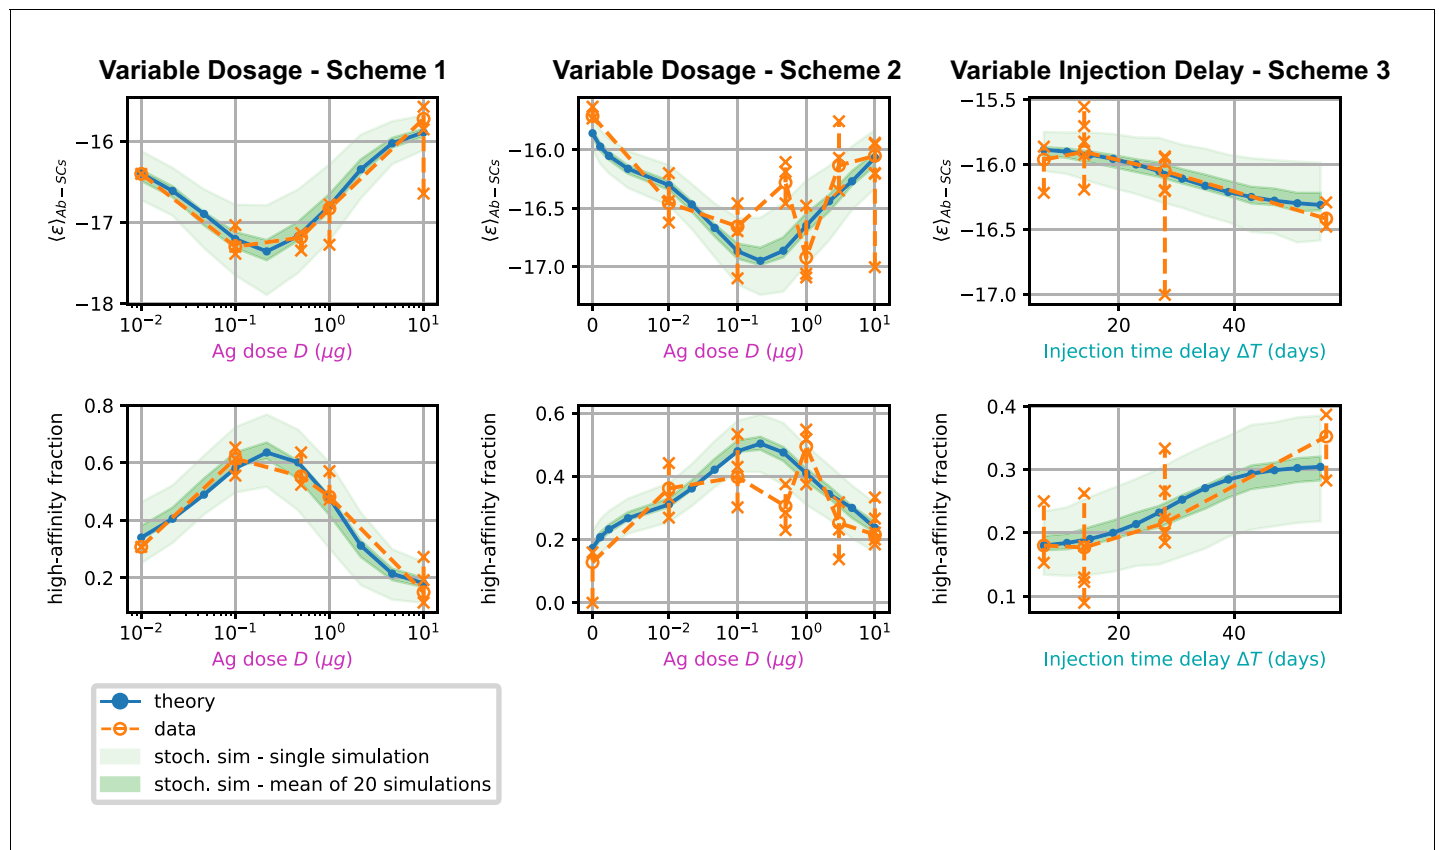 Variable Dosage - Scheme 1
Variable Dosage - Scheme 2
Variable Injection Delay - Scheme 3
⟨ε⟩Ab−SCs
−16
−17
−18
10⁻² 10⁻¹ 10⁰ 10¹
Ag dose D (μg)
⟨ε⟩Ab−SCs
−16.0
−16.5
−17.0
0 10⁻² 10⁻¹ 10⁰ 10¹
Ag dose D (μg)
⟨ε⟩Ab−SCs
−15.5
−16.0
−16.5
−17.0
20 40
Injection time delay ΔT (days)
high-affinity fraction
0.8
0.6
0.4
0.2
10⁻² 10⁻¹ 10⁰ 10¹
Ag dose D (μg)
high-affinity fraction
0.6
0.4
0.2
0.0
0 10⁻² 10⁻¹ 10⁰ 10¹
Ag dose D (μg)
high-affinity fraction
0.4
0.3
0.2
0.1
20 40
Injection time delay ΔT (days)
theory
data
stoch. sim - single simulation
stoch. sim - mean of 20 simulations